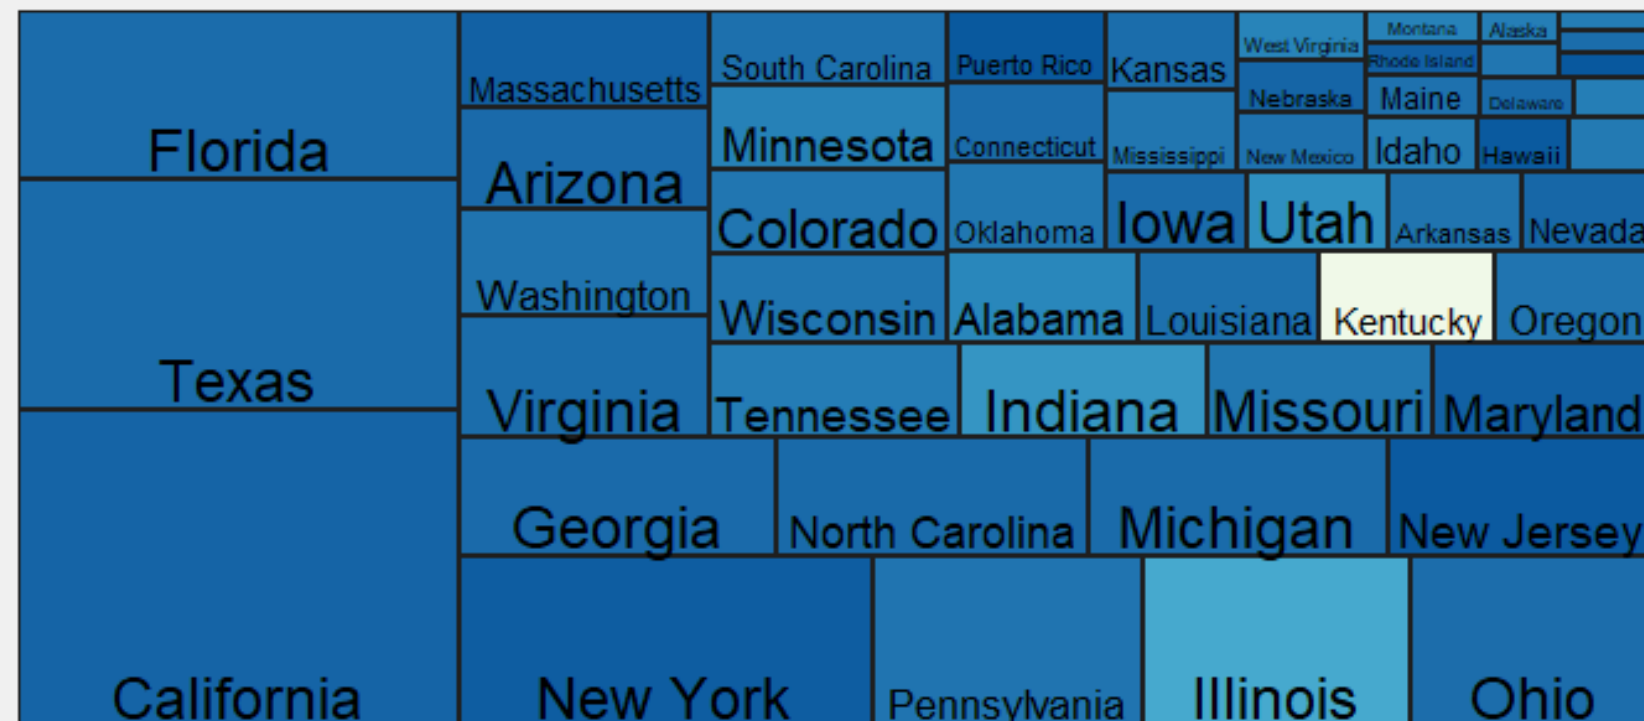 Florida
Texas
California
Massachusetts
Arizona
Washington
Virginia
South Carolina
Minnesota
Colorado
Wisconsin
Tennessee
Puerto Rico
Connecticut
Oklahoma
Alabama
Indiana
Kansas
Mississippi
Iowa
Louisiana
Missouri
West Virginia
Nebraska
New Mexico
Utah
Kentucky
Montana
Rhode Island
Maine
Idaho
Arkansas
Alaska
Delaware
Hawaii
Nevada
Oregon
Maryland
Georgia
North Carolina
Michigan
New Jersey
New York
Pennsylvania
Illinois
Ohio